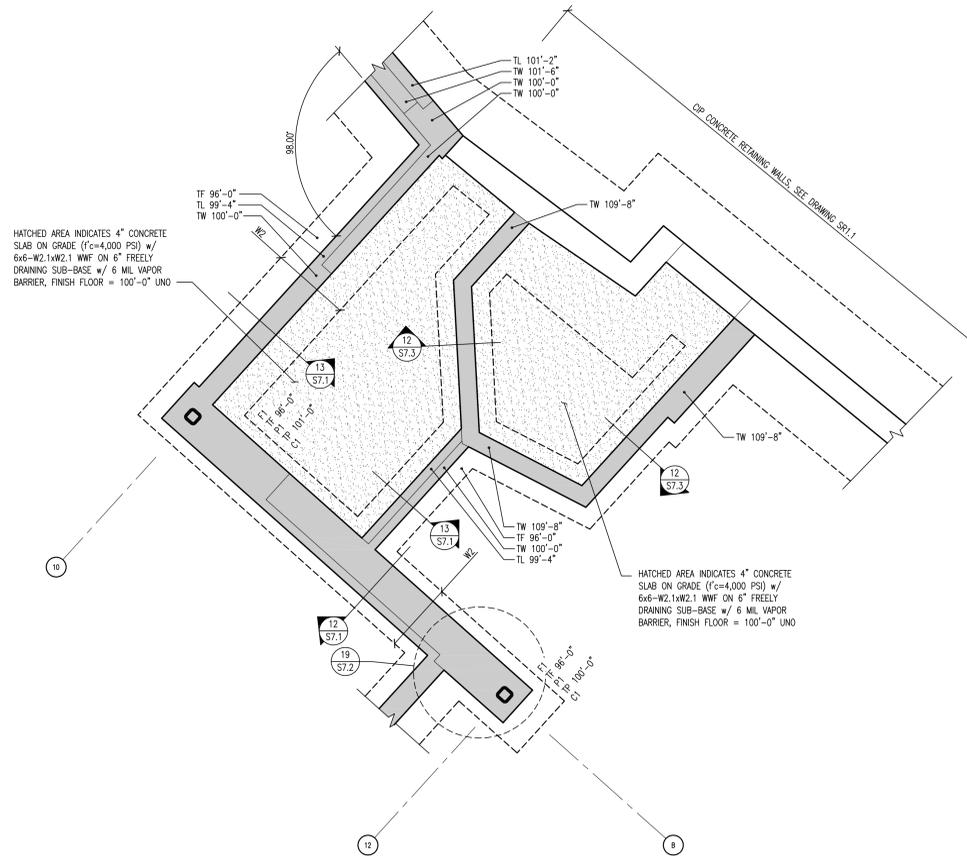 TL 101'-2"
TW 101'-6"
TW 100'-0"
TW 100'-0"
CIP CONCRETE RETAINING WALLS, SEE DRAWING SR1.1
98.00'
TF 96'-0"
TL 99'-4"
TW 100'-0"
W2
TW 109'-8"
HATCHED AREA INDICATES 4" CONCRETE
SLAB ON GRADE (f'c=4,000 PSI) w/
6x6-W2.1xW2.1 WWF ON 6" FREELY
DRAINING SUB-BASE w/ 6 MIL VAPOR
BARRIER, FINISH FLOOR = 100'-0" UNO
12
S7.3
13
S7.1
F1
TF 96'-0"
P1
TP 101'-0"
C1
TW 109'-8"
12
S7.3
13
S7.1
TW 109'-8"
TF 96'-0"
TW 100'-0"
TL 99'-4"
W2
10
HATCHED AREA INDICATES 4" CONCRETE
SLAB ON GRADE (f'c=4,000 PSI) w/
6x6-W2.1xW2.1 WWF ON 6" FREELY
DRAINING SUB-BASE w/ 6 MIL VAPOR
BARRIER, FINISH FLOOR = 100'-0" UNO
12
S7.1
19
S7.2
F1
TF 96'-0"
P1
TP 100'-0"
C1
12
B